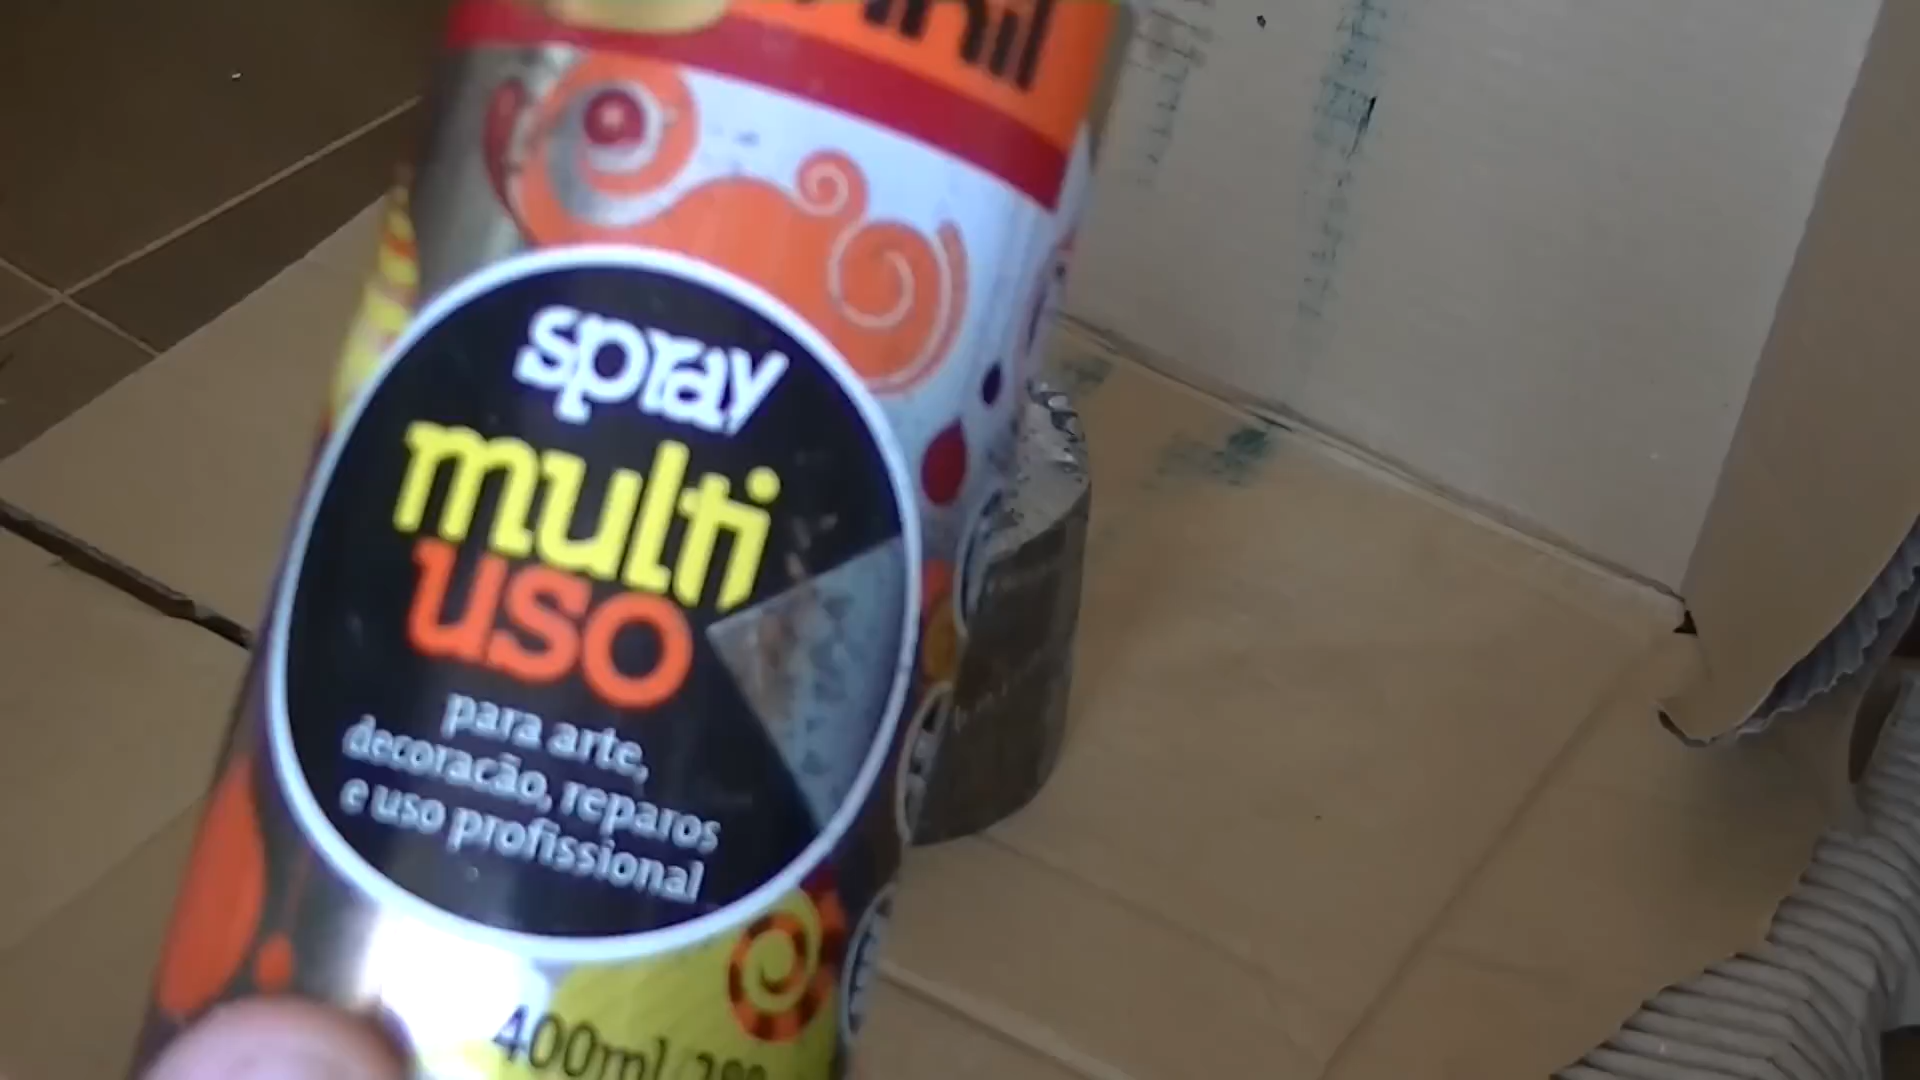 spray
multi
uso
para arte,
decoração, reparos
e uso profissional
400ml